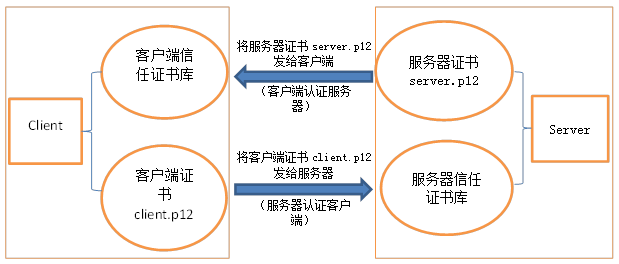 客户端信
任证书库
将服务器证书 server.p12
发给客户端
(客户端认证服务
器)
服务器证书
server.p12
Client
Server
客户端证
书
client.p12
将客户端证书 client.p12
发给服务器
(服务器认证客户
端)
服务器信任
证书库